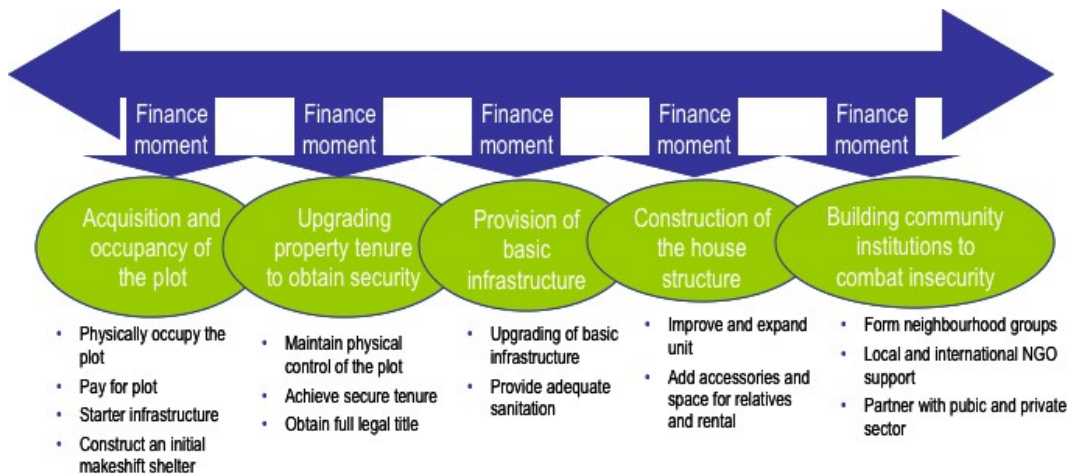 Finance
moment
Finance
moment
Finance
moment
Finance
moment
Finance
moment
Acquisition and
occupancy of
the plot
Upgrading
property tenure
to obtain security
Provision of
basic
infrastructure
Construction of
the house
structure
Building community
institutions to
combat insecurity
• Physically occupy the
plot
• Pay for plot
• Starter infrastructure
• Construct an initial
makeshift shelter
• Maintain physical
control of the plot
• Achieve secure tenure
• Obtain full legal title
• Upgrading of basic
infrastructure
• Provide adequate
sanitation
• Improve and expand
unit
• Add accessories and
space for relatives
and rental
• Form neighbourhood groups
• Local and international NGO
support
• Partner with pubic and private
sector